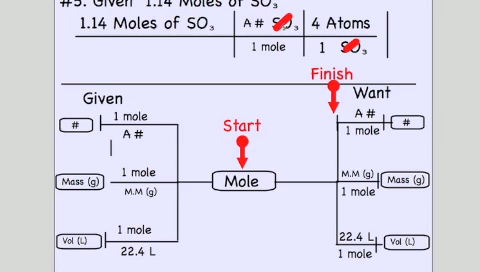 #5. Given 1.14 Moles of SO₃
1.14 Moles of SO₃ A # SO₃ 4 Atoms
1 mole 1 SO₃
Finish
Given Want
1 mole A #
# #
A # 1 mole
Start
1 mole M.M (g)
Mass (g) Mole Mass (g)
M.M (g) 1 mole
1 mole 22.4 L
Vol (L) Vol (L)
22.4 L 1 mole